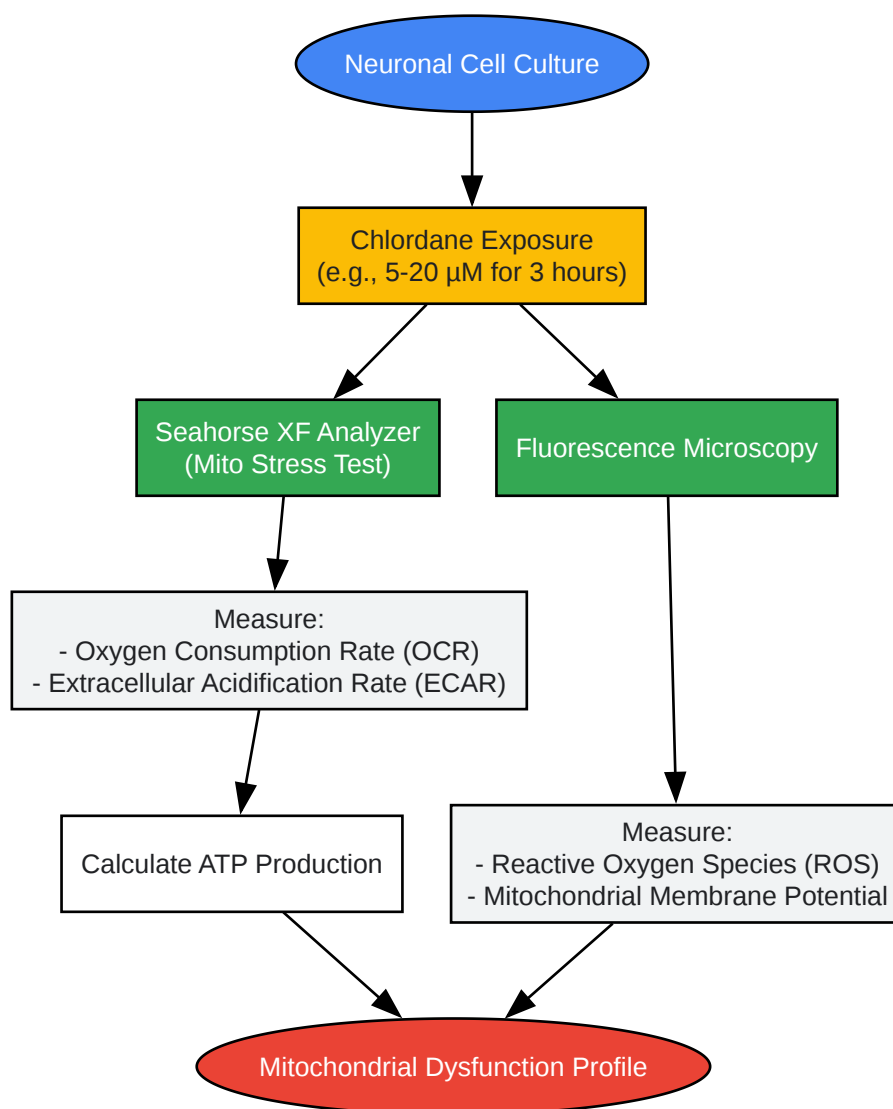 Neuronal Cell Culture
Chlordane Exposure
(e.g., 5-20 µM for 3 hours)
Seahorse XF Analyzer
(Mito Stress Test)
Fluorescence Microscopy
Measure:
- Oxygen Consumption Rate (OCR)
- Extracellular Acidification Rate (ECAR)
Calculate ATP Production
Measure:
- Reactive Oxygen Species (ROS)
- Mitochondrial Membrane Potential
Mitochondrial Dysfunction Profile